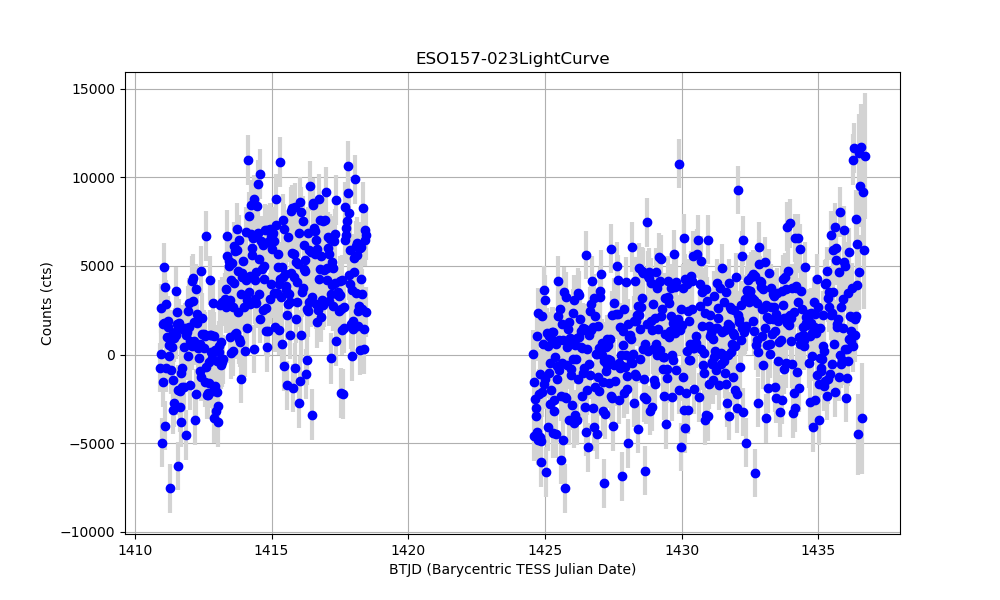 ESO157-023LightCurve
15000
10000
5000
0
−5000
−10000
Counts (cts)
1410 1415 1420 1425 1430 1435
BTJD (Barycentric TESS Julian Date)